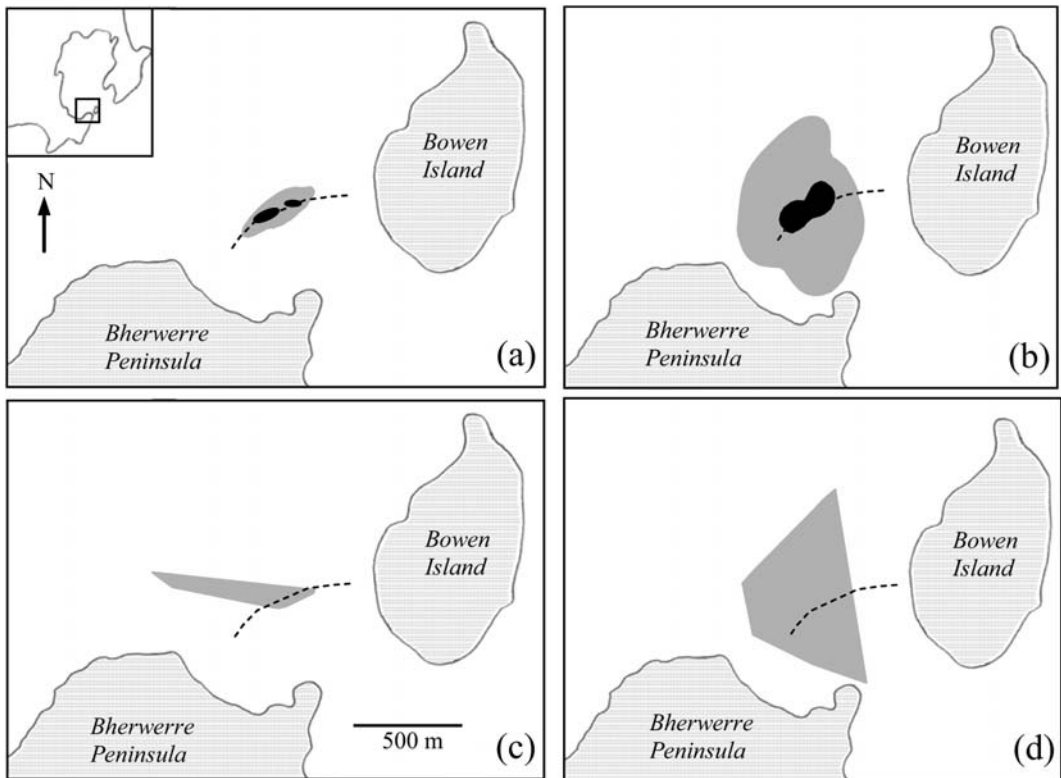 N
Bowen
Island
Bherwerre
Peninsula
(a)
Bowen
Island
Bherwerre
Peninsula
(b)
Bowen
Island
Bherwerre
Peninsula
500 m
(c)
Bowen
Island
Bherwerre
Peninsula
(d)